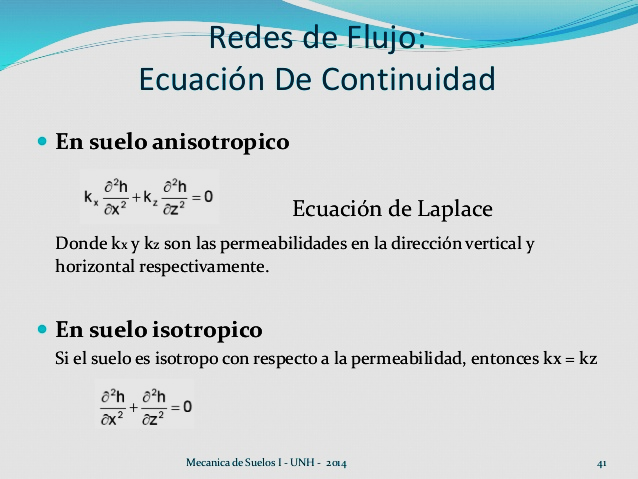 Redes de Flujo:
Ecuación De Continuidad
En suelo anisotropico
kₓ ∂²h/∂x² + k_z ∂²h/∂z² = 0
Ecuación de Laplace
Donde kx y kz son las permeabilidades en la dirección vertical y
horizontal respectivamente.
En suelo isotropico
Si el suelo es isotropo con respecto a la permeabilidad, entonces kx = kz
∂²h/∂x² + ∂²h/∂z² = 0
Mecanica de Suelos I - UNH - 2014
41